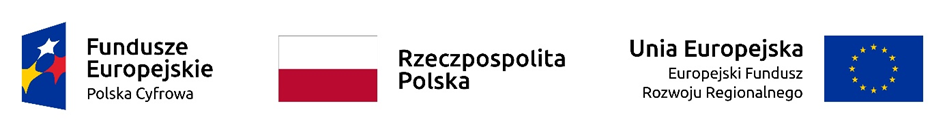 Fundusze
Europejskie
Polska Cyfrowa
Rzeczpospolita
Polska
Unia Europejska
Europejski Fundusz
Rozwoju Regionalnego